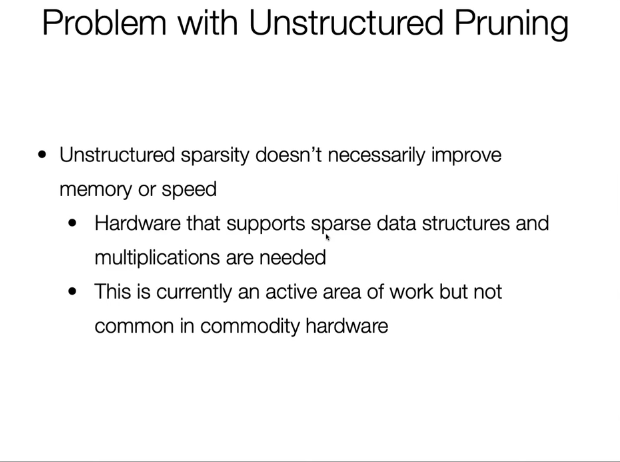 Problem with Unstructured Pruning
• Unstructured sparsity doesn’t necessarily improve
memory or speed
• Hardware that supports sparse data structures and
multiplications are needed
• This is currently an active area of work but not
common in commodity hardware